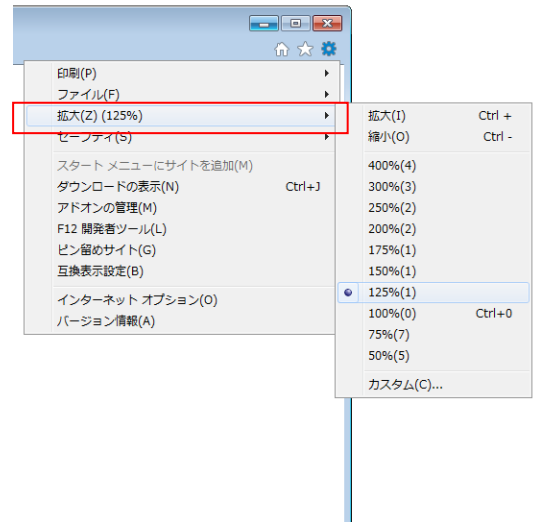 印刷(P)
ファイル(F)
拡大(Z) (125%)
セーフティ(S)
スタート メニューにサイトを追加(M)
ダウンロードの表示(N) Ctrl+J
アドオンの管理(M)
F12 開発者ツール(L)
ピン留めサイト(G)
互換表示設定(B)
インターネット オプション(O)
バージョン情報(A)
拡大(I) Ctrl +
縮小(O) Ctrl -
400%(4)
300%(3)
250%(2)
200%(2)
175%(1)
150%(1)
125%(1)
100%(0) Ctrl+0
75%(7)
50%(5)
カスタム(C)...